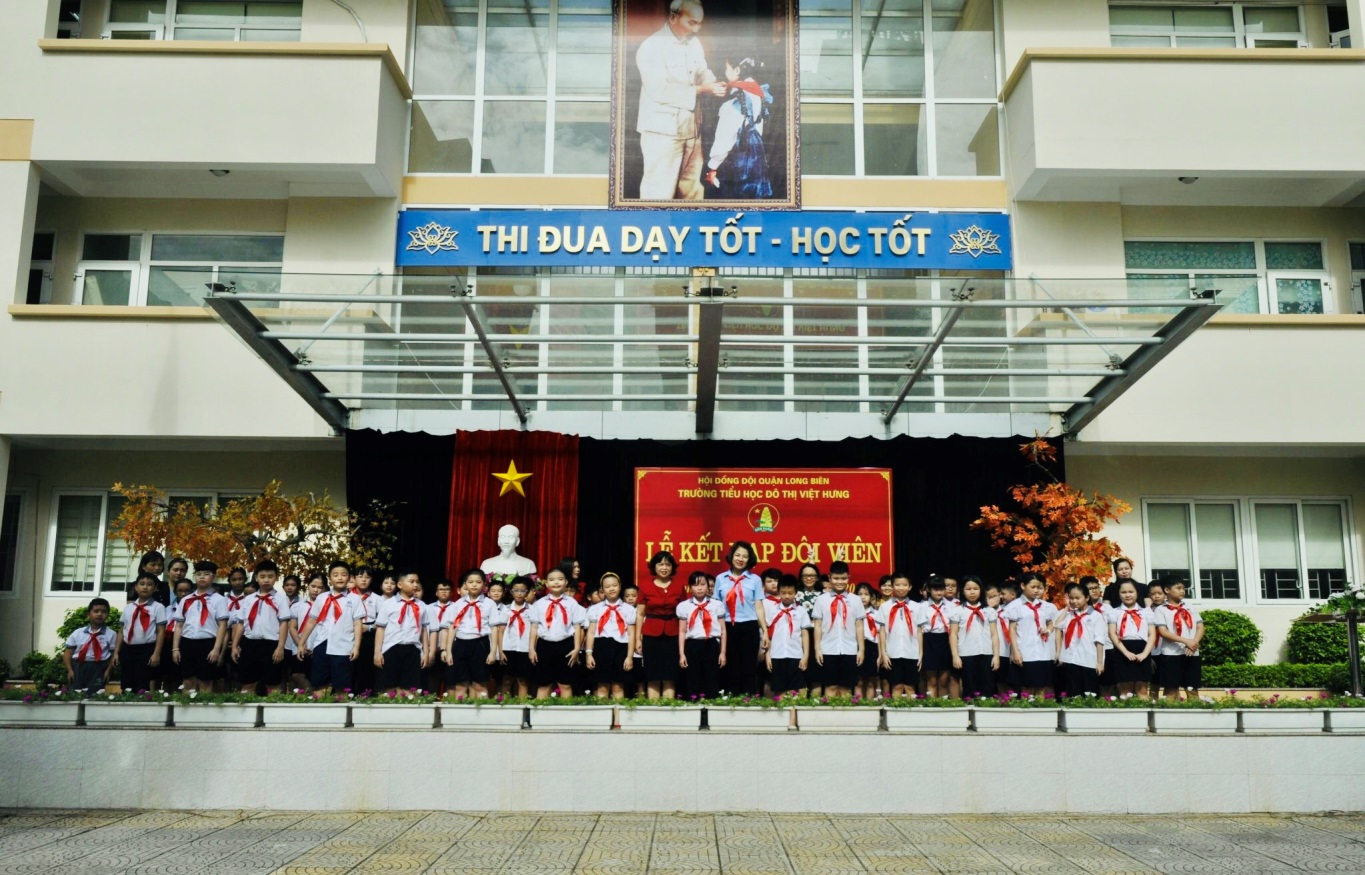 THI ĐUA DẠY TỐT - HỌC TỐT
HỘI ĐỒNG ĐỘI QUẬN LONG BIÊN
TRƯỜNG TIỂU HỌC ĐÔ THỊ VIỆT HƯNG
LỄ KẾT NẠP ĐỘI VIÊN